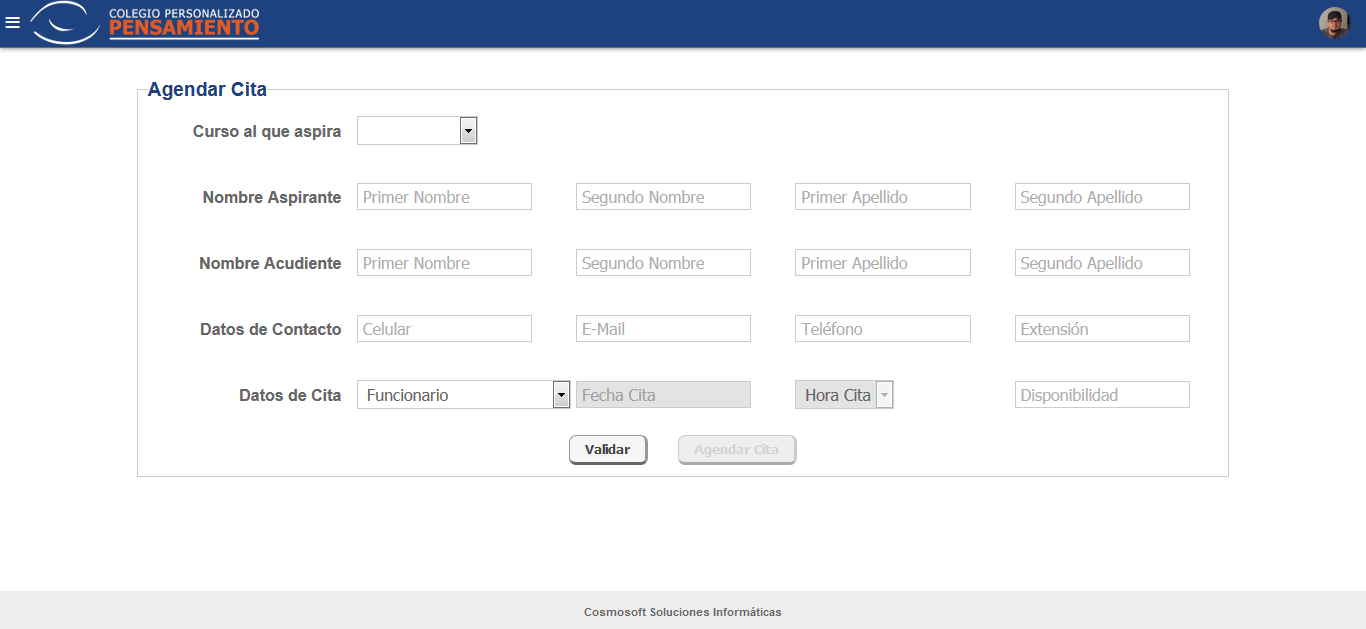 COLEGIO PERSONALIZADO
PENSAMIENTO
Agendar Cita
Curso al que aspira
Nombre Aspirante Primer Nombre Segundo Nombre Primer Apellido Segundo Apellido
Nombre Acudiente Primer Nombre Segundo Nombre Primer Apellido Segundo Apellido
Datos de Contacto Celular E-Mail Teléfono Extensión
Datos de Cita Funcionario Fecha Cita Hora Cita Disponibilidad
Validar Agendar Cita
Cosmosoft Soluciones Informáticas